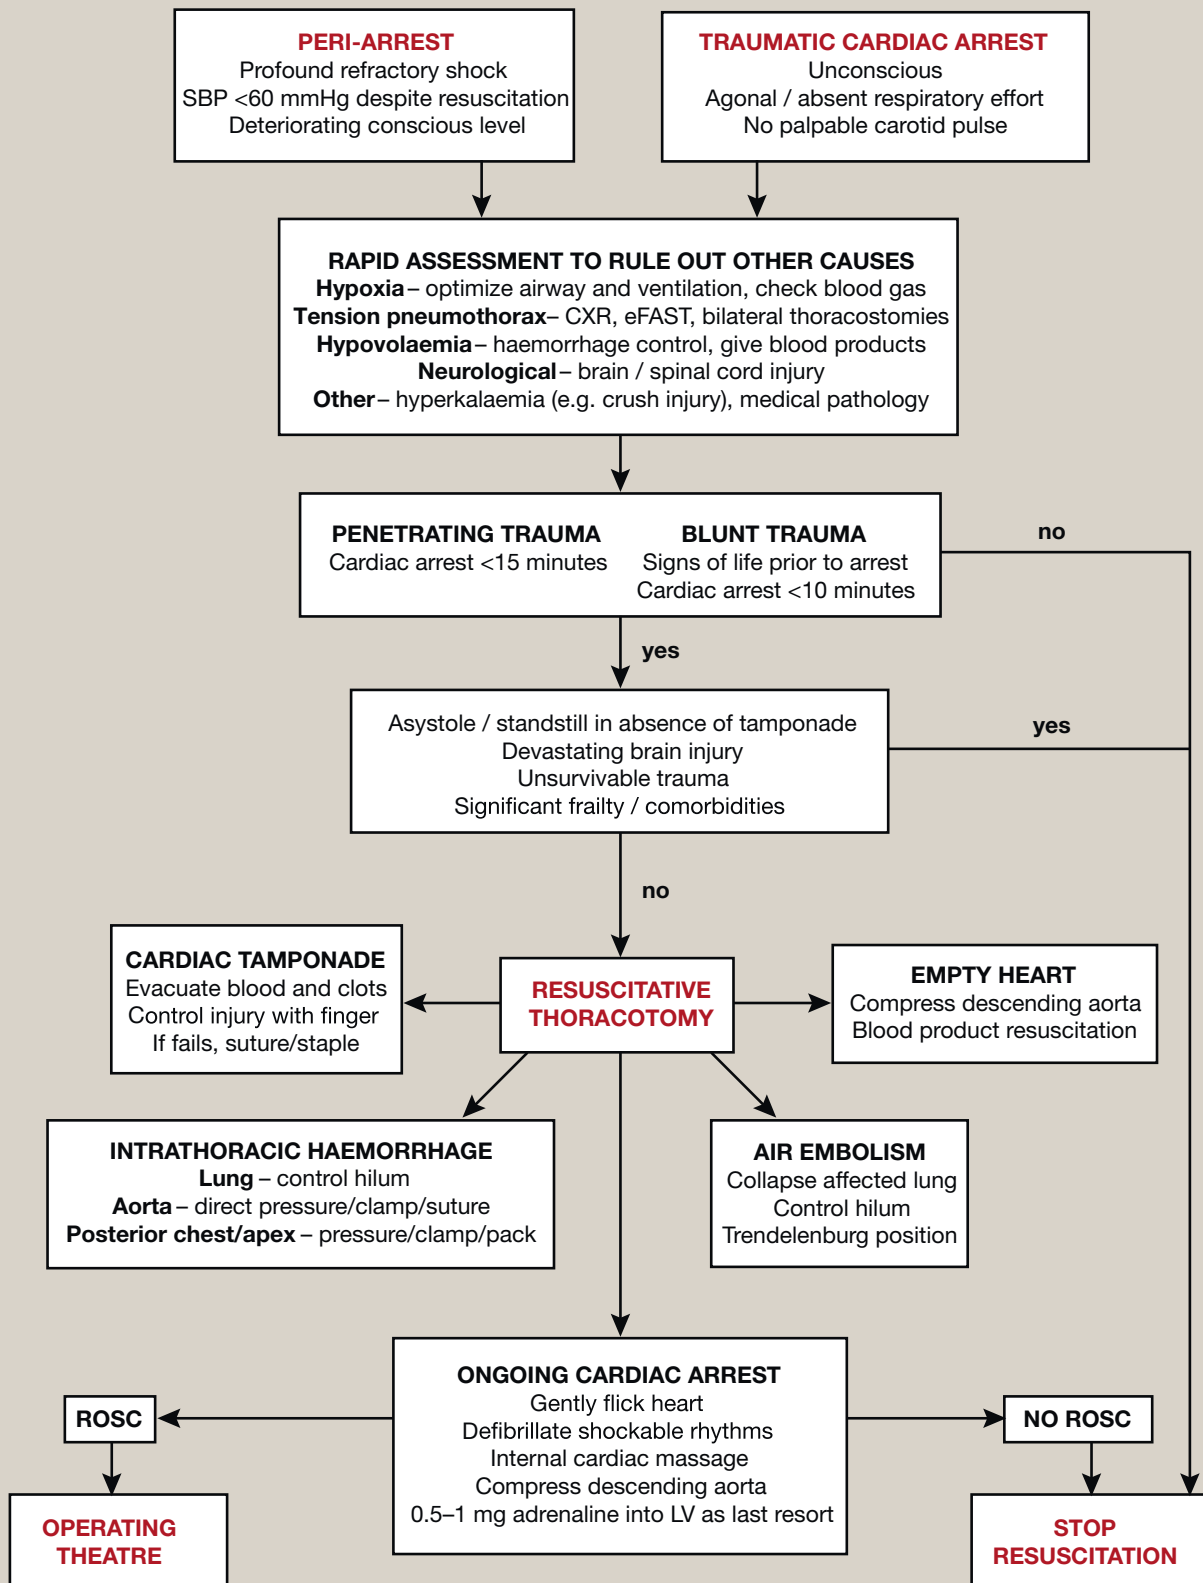 PERI-ARREST
Profound refractory shock
SBP <60 mmHg despite resuscitation
Deteriorating conscious level
TRAUMATIC CARDIAC ARREST
Unconscious
Agonal / absent respiratory effort
No palpable carotid pulse
RAPID ASSESSMENT TO RULE OUT OTHER CAUSES
Hypoxia – optimize airway and ventilation, check blood gas
Tension pneumothorax – CXR, eFAST, bilateral thoracostomies
Hypovolaemia – haemorrhage control, give blood products
Neurological – brain / spinal cord injury
Other – hyperkalaemia (e.g. crush injury), medical pathology
PENETRATING TRAUMA
Cardiac arrest <15 minutes
BLUNT TRAUMA
Signs of life prior to arrest
Cardiac arrest <10 minutes
no
yes
Asystole / standstill in absence of tamponade
Devastating brain injury
Unsurvivable trauma
Significant frailty / comorbidities
yes
no
CARDIAC TAMPONADE
Evacuate blood and clots
Control injury with finger
If fails, suture/staple
RESUSCITATIVE
THORACOTOMY
EMPTY HEART
Compress descending aorta
Blood product resuscitation
INTRATHORACIC HAEMORRHAGE
Lung – control hilum
Aorta – direct pressure/clamp/suture
Posterior chest/apex – pressure/clamp/pack
AIR EMBOLISM
Collapse affected lung
Control hilum
Trendelenburg position
ONGOING CARDIAC ARREST
Gently flick heart
Defibrillate shockable rhythms
Internal cardiac massage
Compress descending aorta
0.5–1 mg adrenaline into LV as last resort
ROSC
NO ROSC
OPERATING
THEATRE
STOP
RESUSCITATION